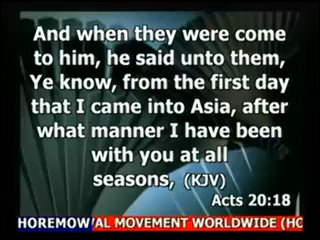 And when they were come
to him, he said unto them,
Ye know, from the first day
that I came into Asia, after
what manner I have been
with you at all
seasons, (KJV)
Acts 20:18
HOREMOW/AL MOVEMENT WORLDWIDE (HO